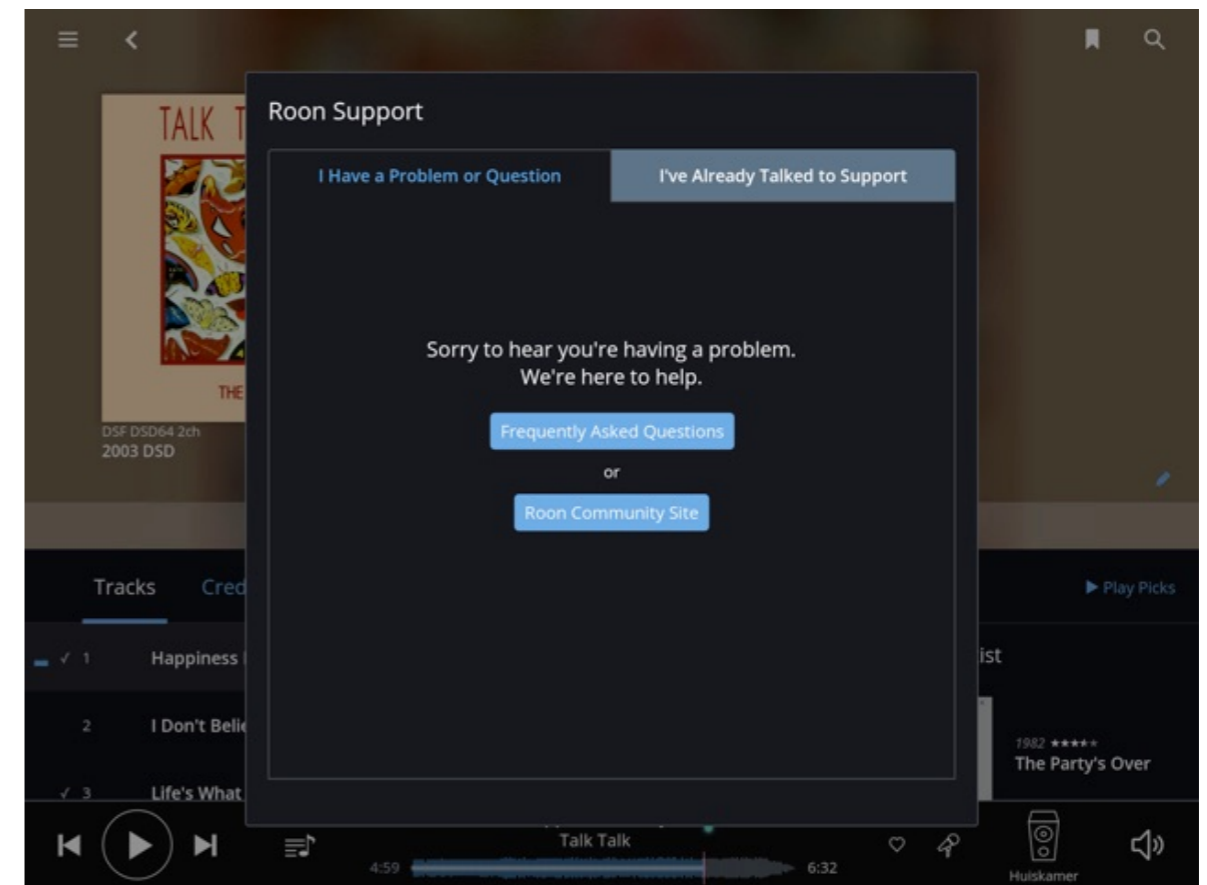 TALK T
THE
DSF DSD64 2ch
2003 DSD
Roon Support
I Have a Problem or Question
I've Already Talked to Support
Sorry to hear you're having a problem.
We're here to help.
Frequently Asked Questions
or
Roon Community Site
Tracks
Cred
Play Picks
1 Happiness
ist
2 I Don't Belie
1982
The Party's Over
3 Life's What
Talk Talk
4:59
6:32
Huiskamer